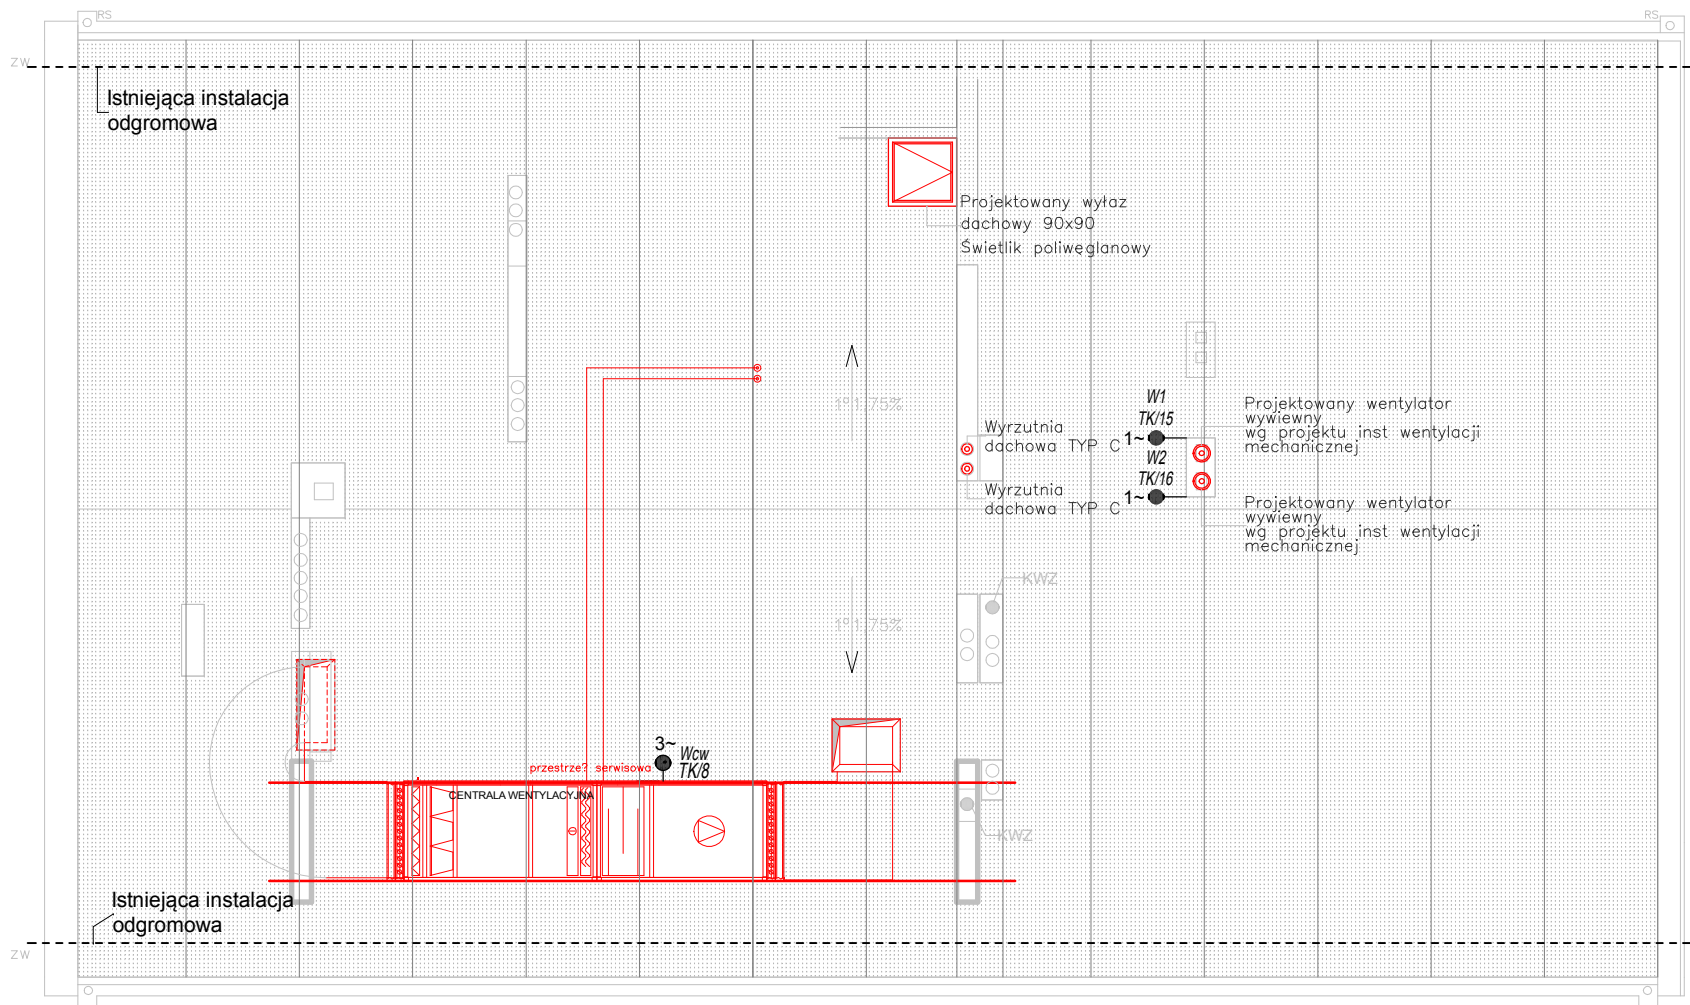 RS
RS
ZW
Istniejąca instalacja
odgromowa
Projektowany wyłaz
dachowy 90x90
Świetlik poliwęglanowy
1° 1,75%
W1
TK/15
1~
W2
TK/16
1~
Wyrzutnia
dachowa TYP C
Wyrzutnia
dachowa TYP C
Projektowany wentylator
wywiewny
wg projektu inst wentylacji
mechanicznej
Projektowany wentylator
wywiewny
wg projektu inst wentylacji
mechanicznej
KWZ
1° 1,75%
3~
Wcw
TK/8
przestrze? serwisowa
CENTRALA WENTYLACYJNA
KWZ
Istniejąca instalacja
odgromowa
ZW